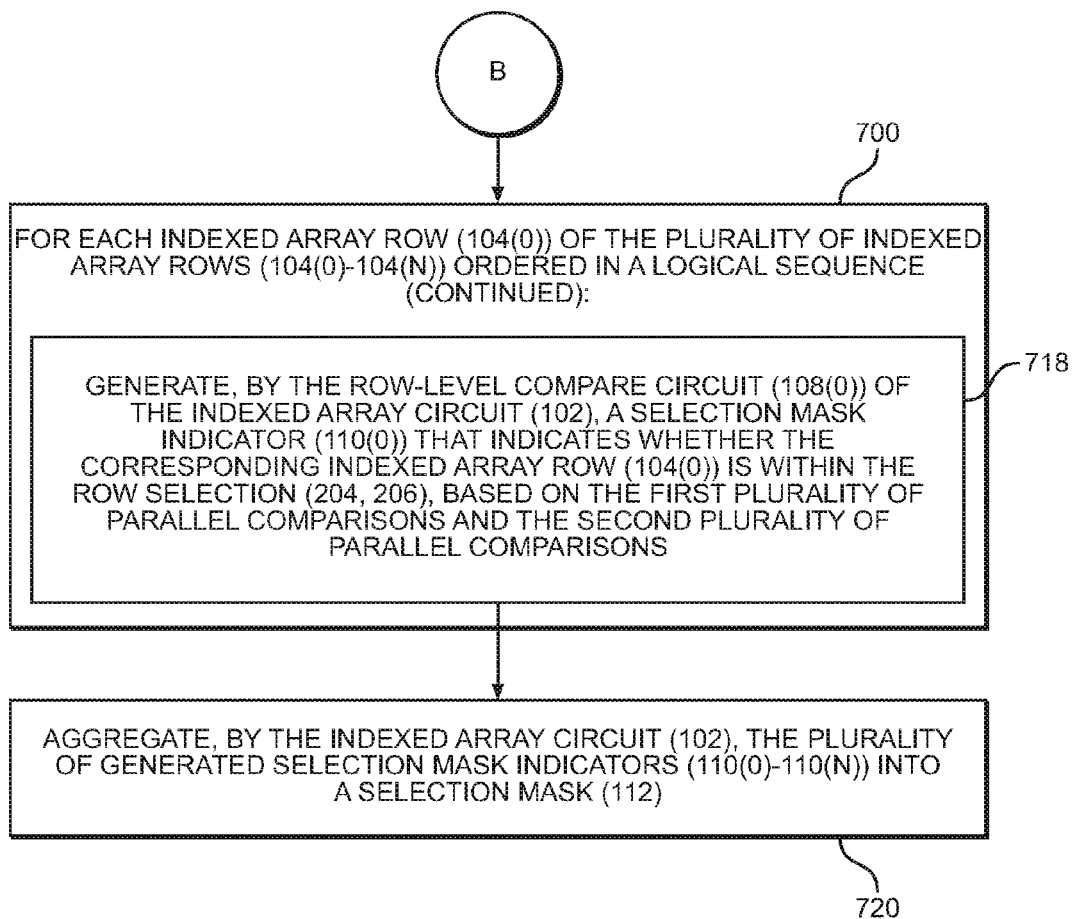 B
700
FOR EACH INDEXED ARRAY ROW (104(0)) OF THE PLURALITY OF INDEXED
ARRAY ROWS (104(0)-104(N)) ORDERED IN A LOGICAL SEQUENCE
(CONTINUED):
718
GENERATE, BY THE ROW-LEVEL COMPARE CIRCUIT (108(0)) OF
THE INDEXED ARRAY CIRCUIT (102), A SELECTION MASK
INDICATOR (110(0)) THAT INDICATES WHETHER THE
CORRESPONDING INDEXED ARRAY ROW (104(0)) IS WITHIN THE
ROW SELECTION (204, 206), BASED ON THE FIRST PLURALITY OF
PARALLEL COMPARISONS AND THE SECOND PLURALITY OF
PARALLEL COMPARISONS
AGGREGATE, BY THE INDEXED ARRAY CIRCUIT (102), THE PLURALITY
OF GENERATED SELECTION MASK INDICATORS (110(0)-110(N)) INTO
A SELECTION MASK (112)
720